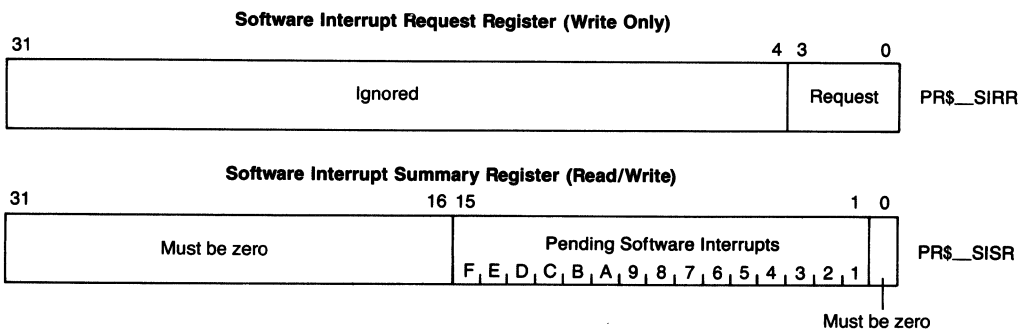 Software Interrupt Request Register (Write Only)
31 4 3 0
Ignored Request PR$__SIRR
Software Interrupt Summary Register (Read/Write)
31 16 15 1 0
Must be zero Pending Software Interrupts PR$__SISR
F E D C B A 9 8 7 6 5 4 3 2 1
Must be zero